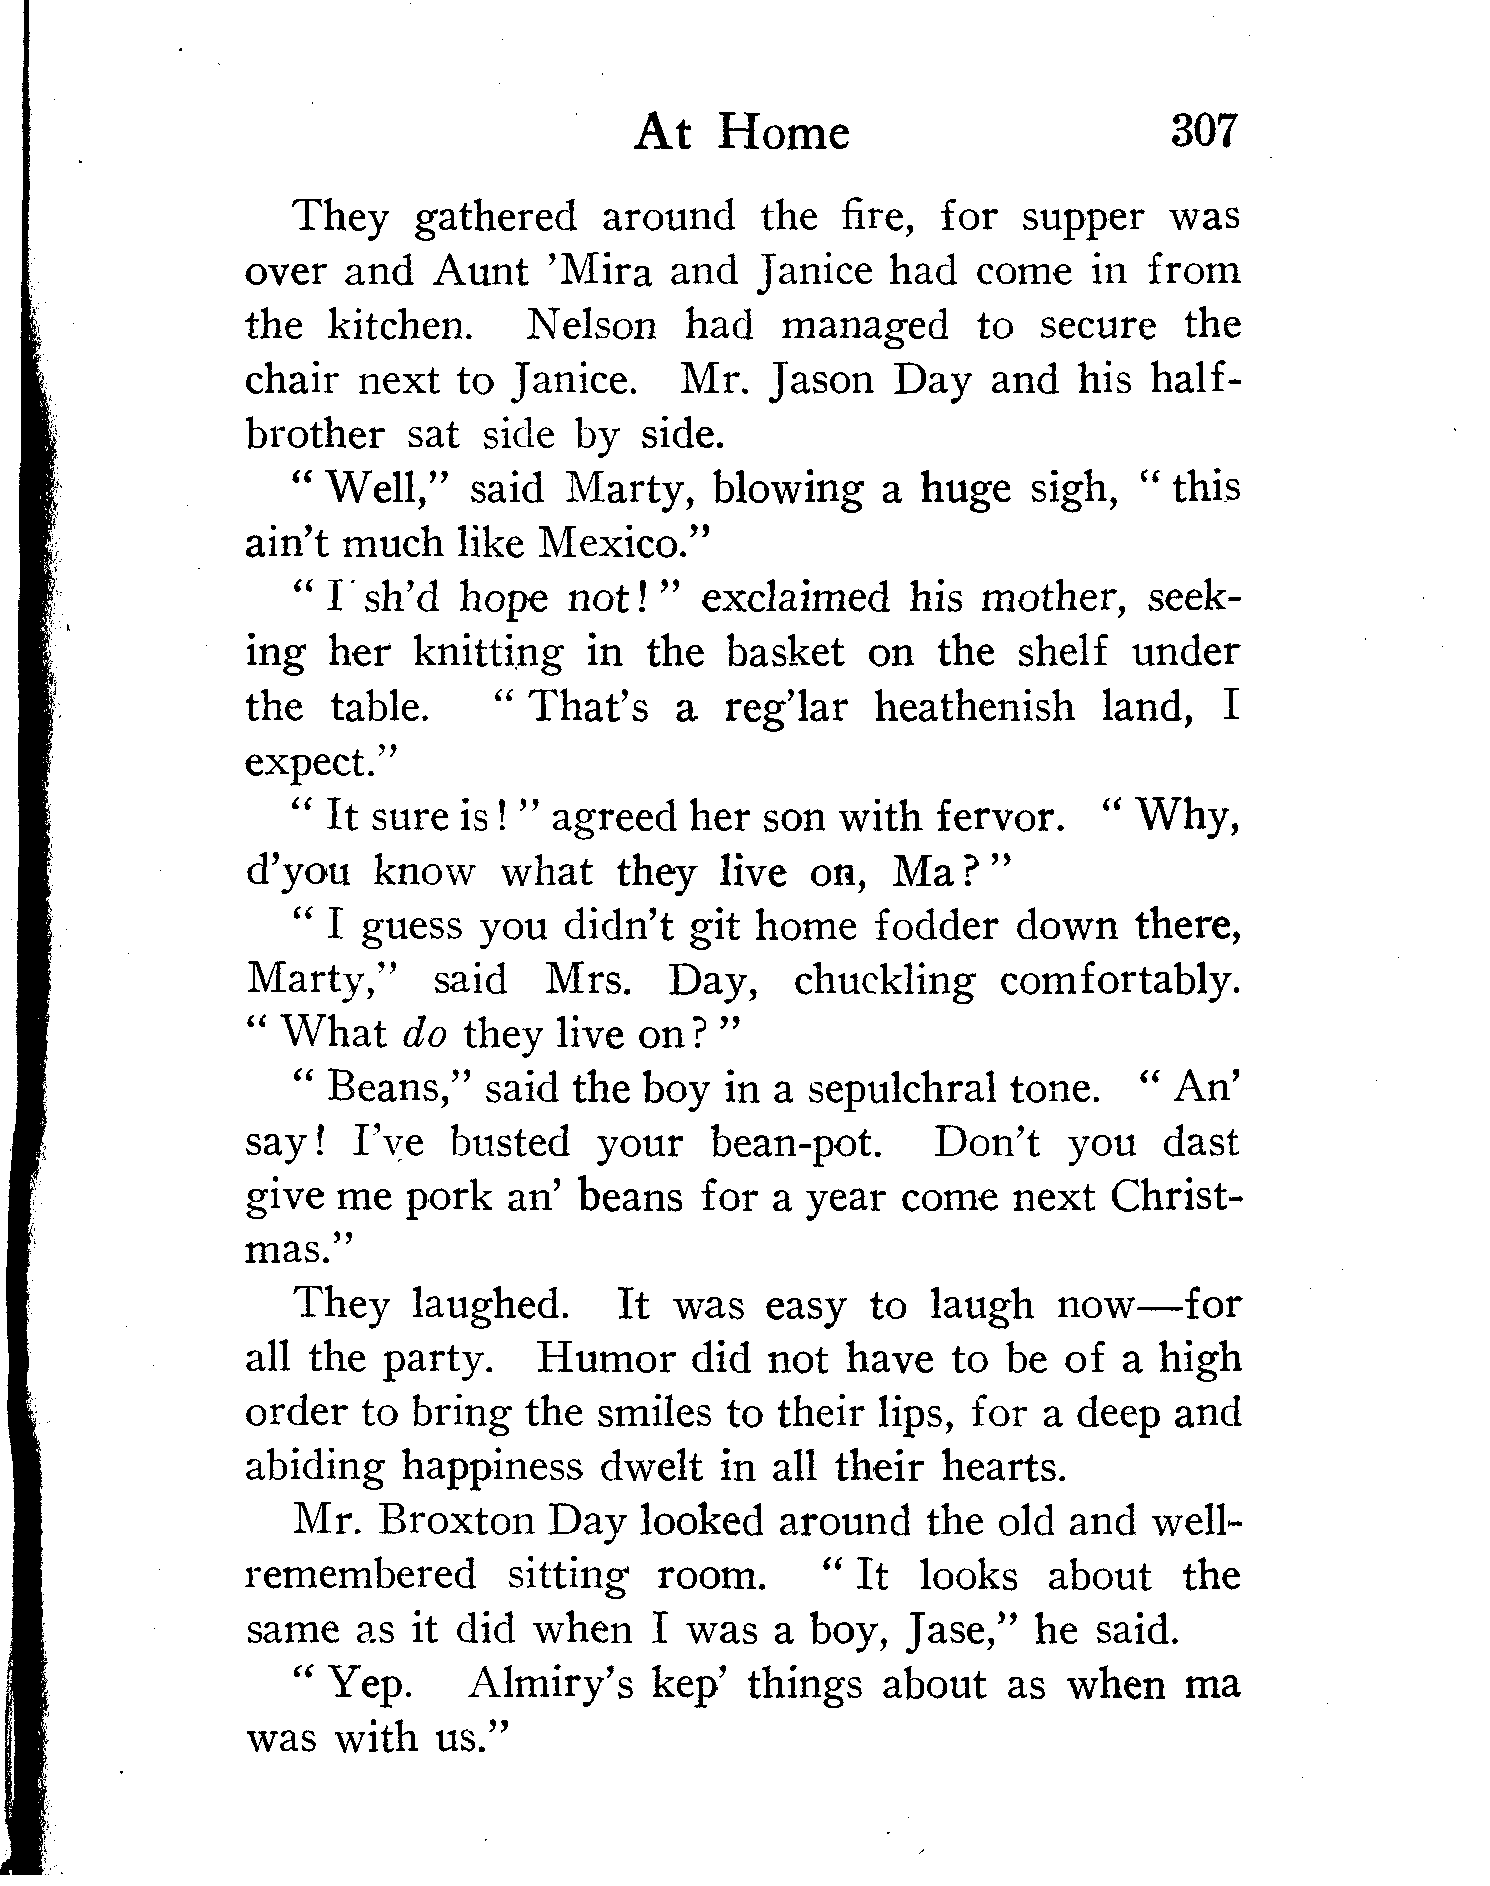 At Home 307
They gathered around the fire, for supper was
over and Aunt 'Mira and Janice had come in from
the kitchen. Nelson had managed to secure the
chair next to Janice. Mr. Jason Day and his half-
brother sat side by side.
" Well," said Marty, blowing a huge sigh, " this
ain't much like Mexico."
" I sh'd hope not! " exclaimed his mother, seek-
ing her knitting in the basket on the shelf under
the table. " That's a reg'lar heathenish land, I
expect."
" It sure is! " agreed her son with fervor. " Why,
d'you know what they live on, Ma? "
" I guess you didn't git home fodder down there,
Marty," said Mrs. Day, chuckling comfortably.
" What do they live on? "
" Beans," said the boy in a sepulchral tone. " An'
say! I've busted your bean-pot. Don't you dast
give me pork an' beans for a year come next Christ-
mas."
They laughed. It was easy to laugh now—for
all the party. Humor did not have to be of a high
order to bring the smiles to their lips, for a deep and
abiding happiness dwelt in all their hearts.
Mr. Broxton Day looked around the old and well-
remembered sitting room. " It looks about the
same as it did when I was a boy, Jase," he said.
" Yep. Almiry's kep' things about as when ma
was with us."